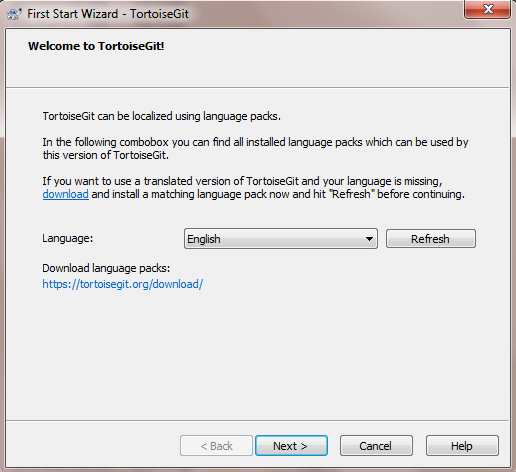 First Start Wizard - TortoiseGit
Welcome to TortoiseGit!
TortoiseGit can be localized using language packs.
In the following combobox you can find all installed language packs which can be used by
this version of TortoiseGit.
If you want to use a translated version of TortoiseGit and your language is missing,
download and install a matching language pack now and hit "Refresh" before continuing.
Language: English Refresh
Download language packs:
https://tortoisegit.org/download/
< Back Next > Cancel Help